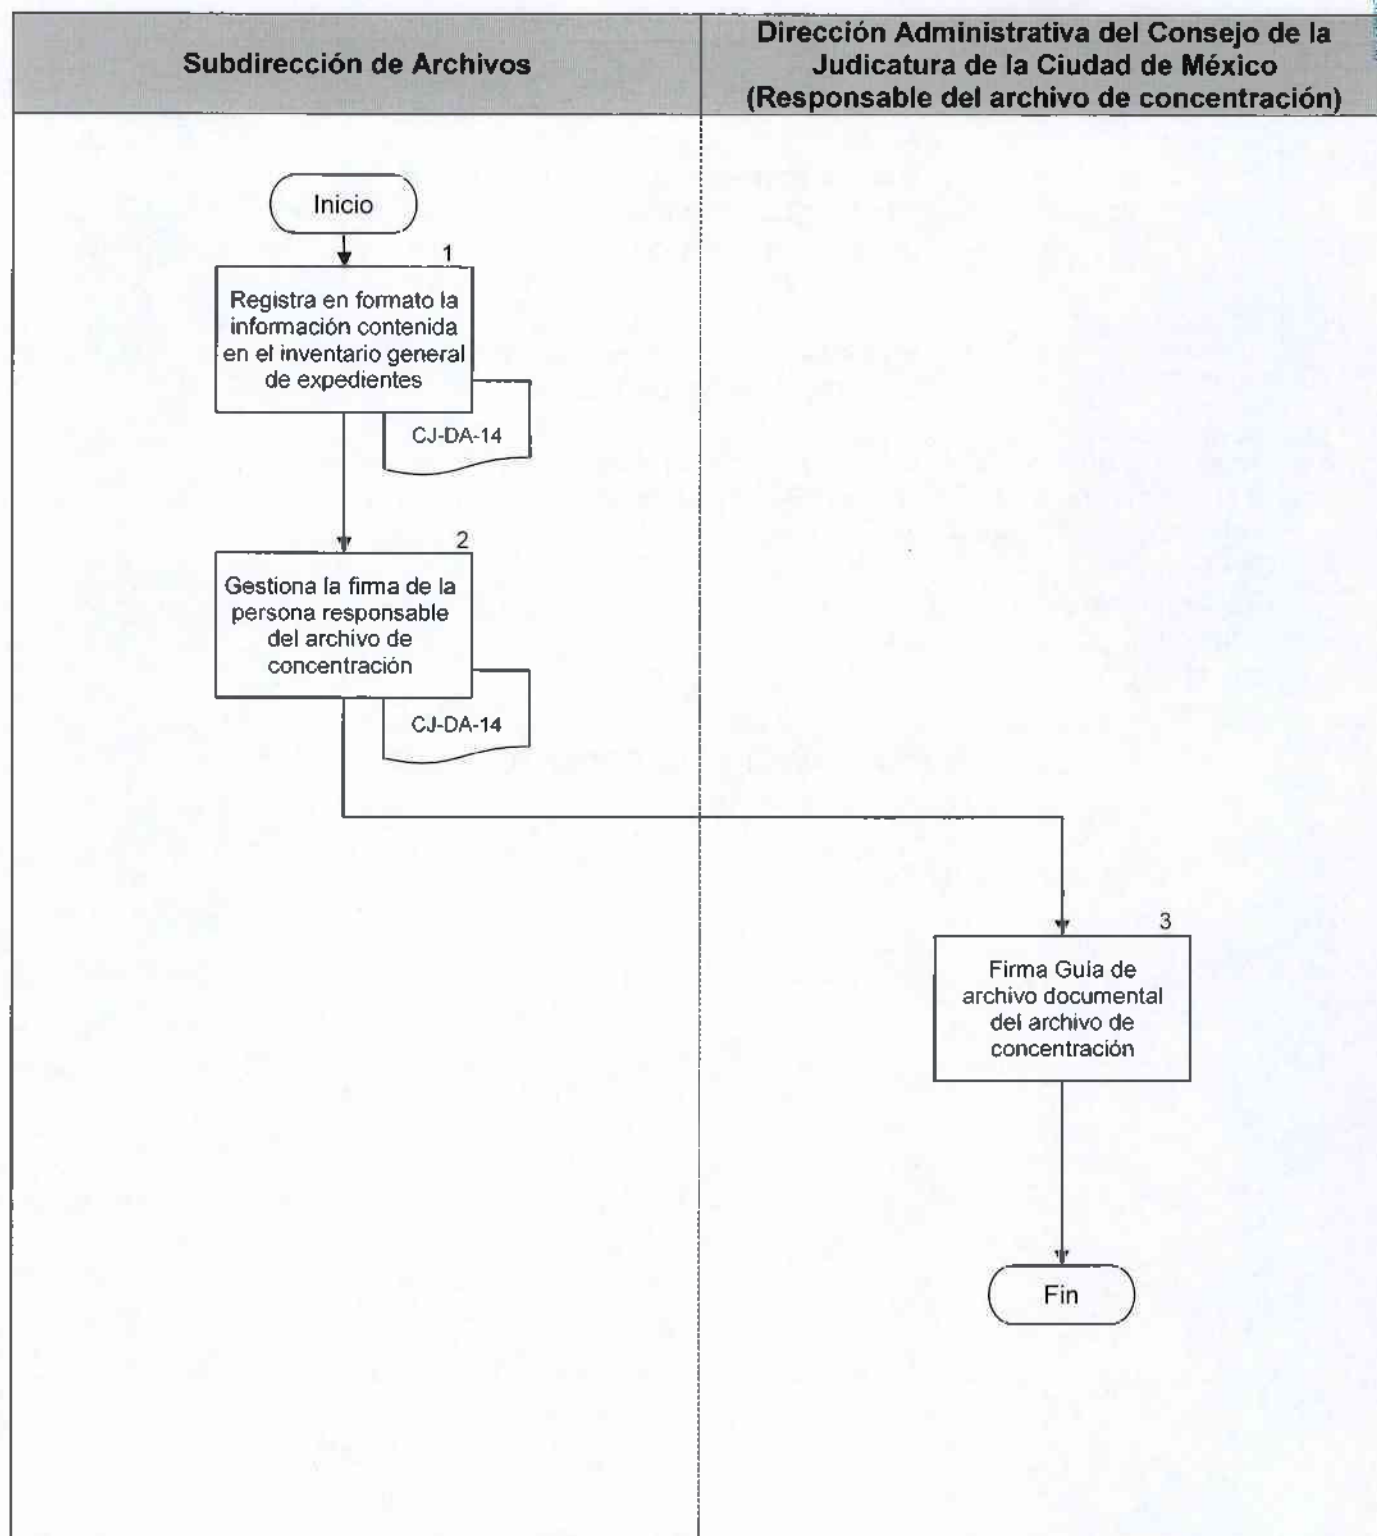 Subdirección de Archivos
Dirección Administrativa del Consejo de la
Judicatura de la Ciudad de México
(Responsable del archivo de concentración)
Inicio
1
Registra en formato la
información contenida
en el inventario general
de expedientes
CJ-DA-14
2
Gestiona la firma de la
persona responsable
del archivo de
concentración
CJ-DA-14
3
Firma Guía de
archivo documental
del archivo de
concentración
Fin